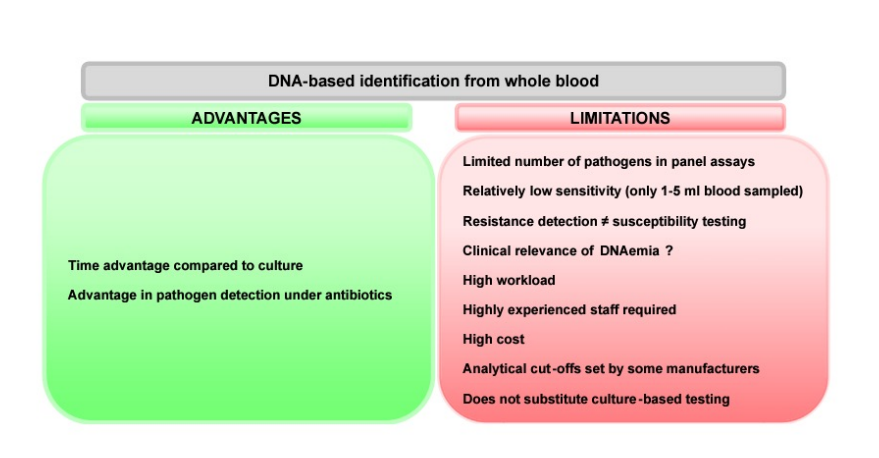 DNA-based identification from whole blood
ADVANTAGES
Time advantage compared to culture
Advantage in pathogen detection under antibiotics
LIMITATIONS
Limited number of pathogens in panel assays
Relatively low sensitivity (only 1-5 ml blood sampled)
Resistance detection ≠ susceptibility testing
Clinical relevance of DNAemia ?
High workload
Highly experienced staff required
High cost
Analytical cut-offs set by some manufacturers
Does not substitute culture-based testing